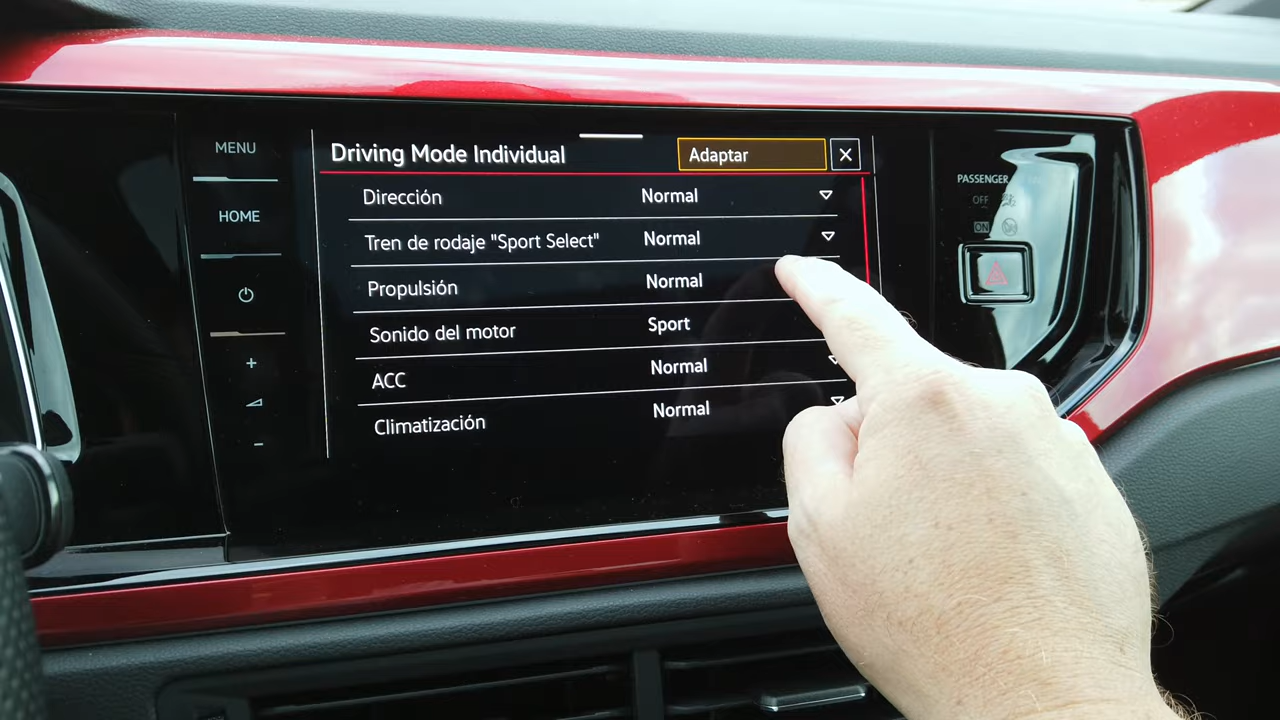 MENU
HOME
+
-
Driving Mode Individual
Adaptar
X
Dirección Normal
Tren de rodaje "Sport Select" Normal
Propulsión Normal
Sonido del motor Sport
ACC Normal
Climatización Normal
PASSENGER
OFF
ON